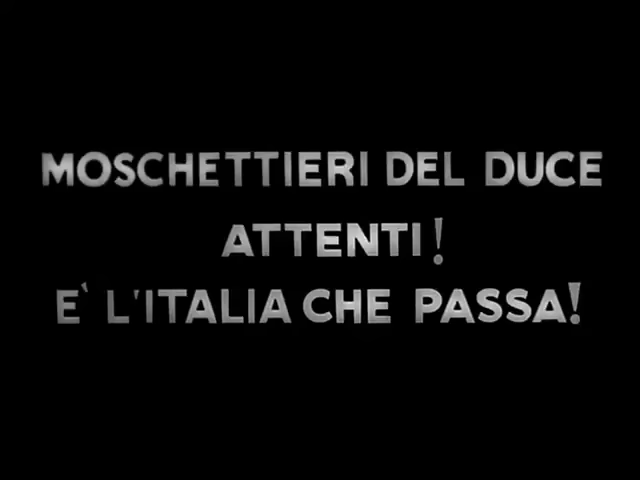 MOSCHETTIERI DEL DUCE
ATTENTI!
E` L'ITALIA CHE PASSA!